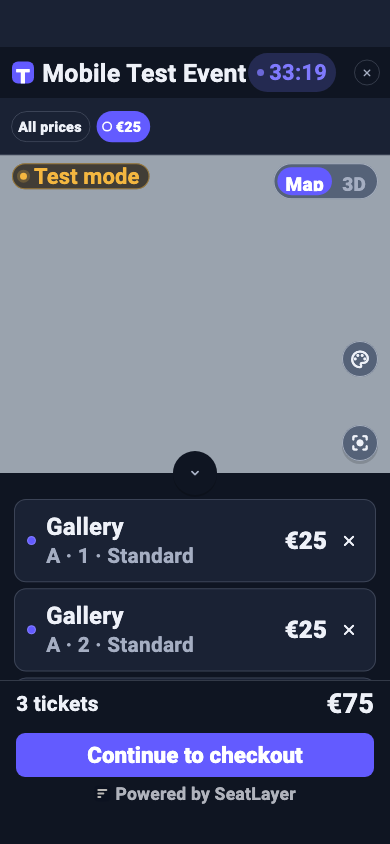 T Mobile Test Event 33:19 ×
All prices €25
Test mode
Map 3D
Gallery
A · 1 · Standard
€25 ×
Gallery
A · 2 · Standard
€25 ×
3 tickets €75
Continue to checkout
Powered by SeatLayer